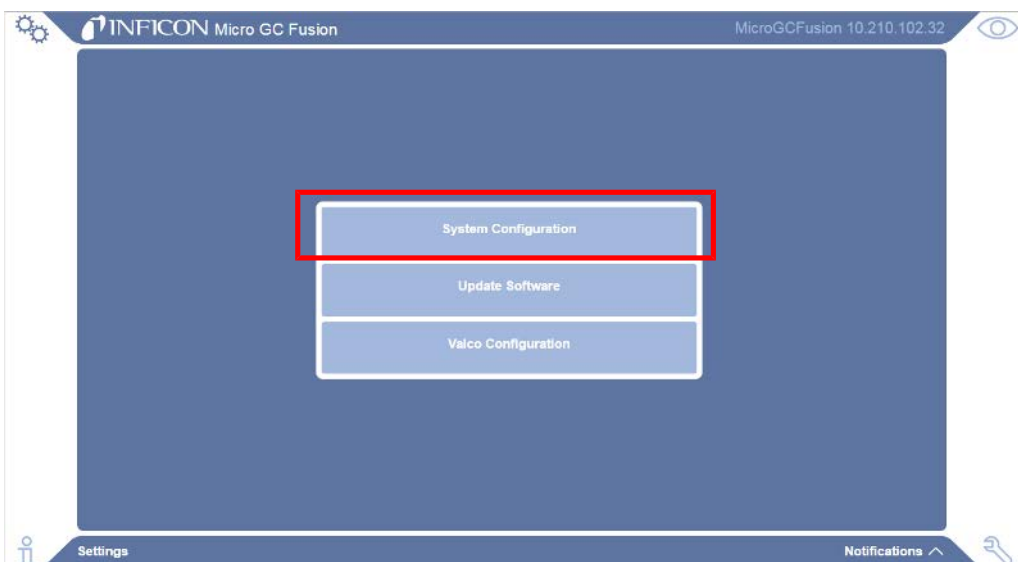 INFICON Micro GC Fusion
MicroGCFusion 10.210.102.32
System Configuration
Update Software
Valco Configuration
Settings
Notifications